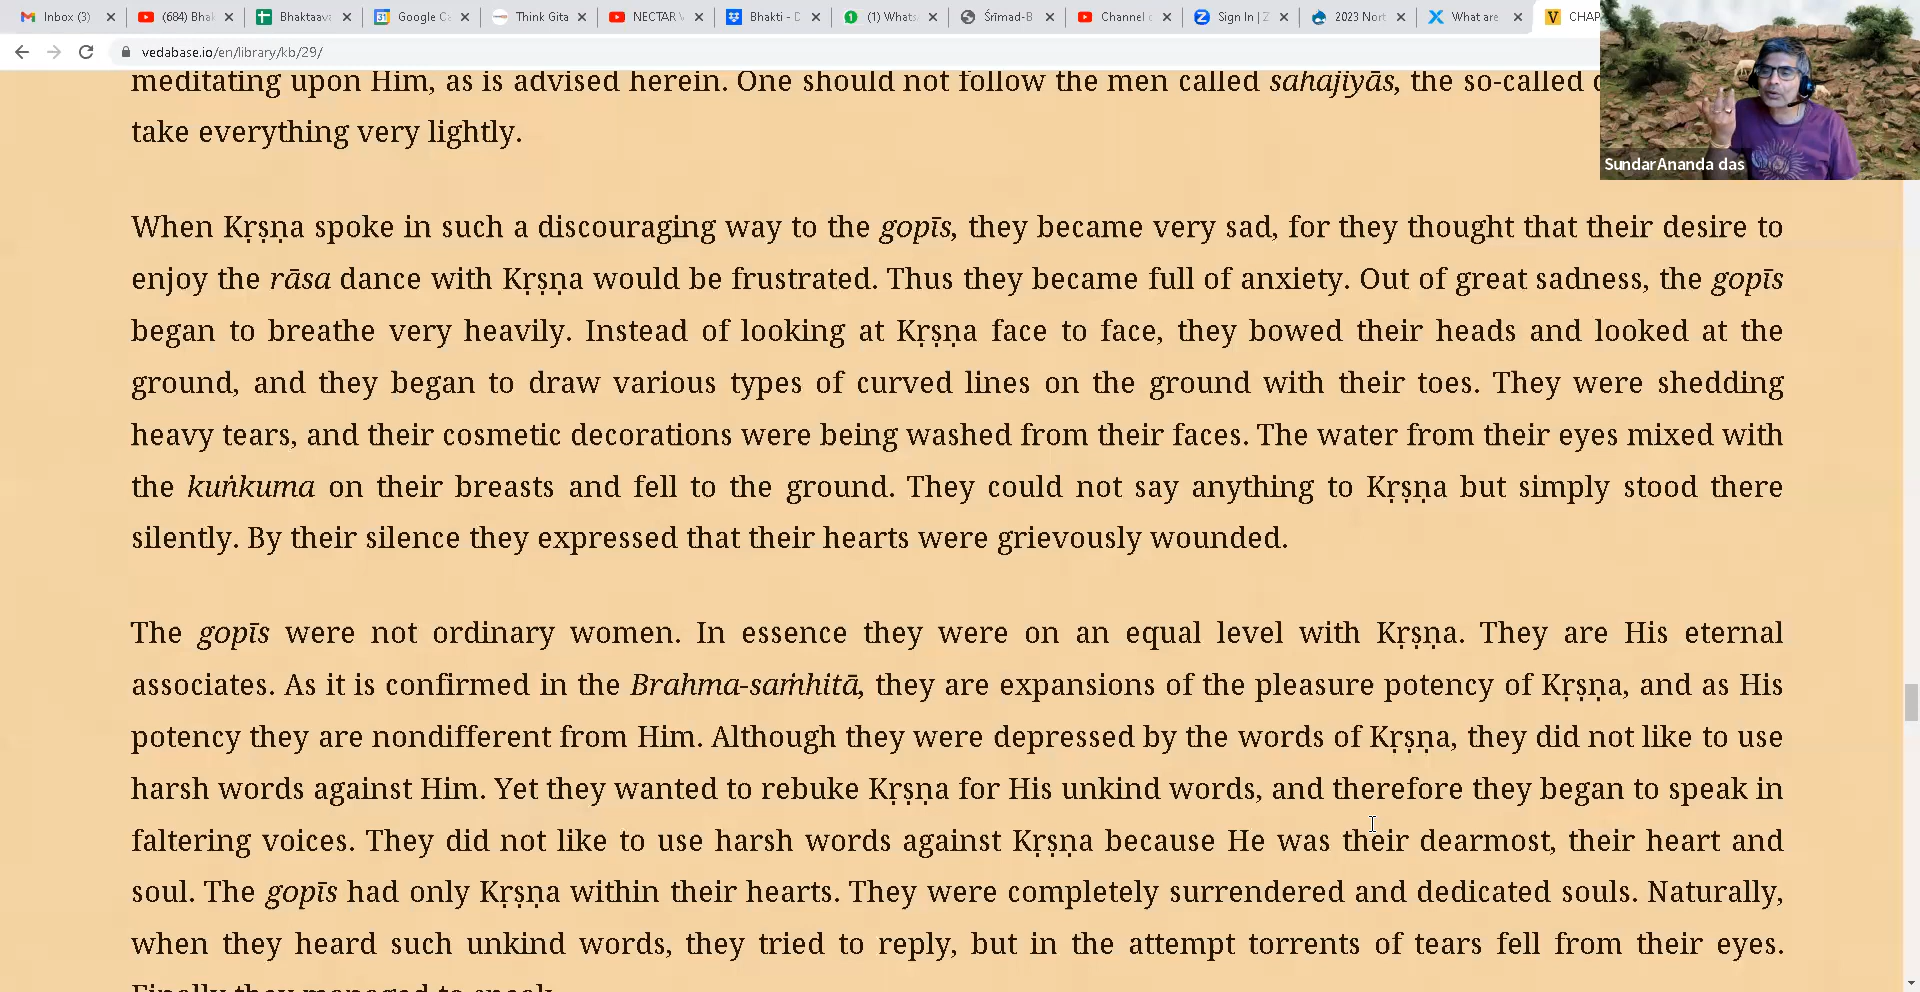 Inbox (3)
(684) Bhal
Bhaktaav
Google C
Think Gita
NECTAR
Bhakti - D
(1) Whats
Śrīmad-B
Channel c
Sign In | Z
2023 Nort
What are
CHAP
vedabase.io/en/library/kb/29/
meditating upon Him, as is advised herein. One should not follow the men called sahajiyās, the so-called
take everything very lightly.
SundarAnanda das
When Kṛṣṇa spoke in such a discouraging way to the gopīs, they became very sad, for they thought that their desire to
enjoy the rāsa dance with Kṛṣṇa would be frustrated. Thus they became full of anxiety. Out of great sadness, the gopīs
began to breathe very heavily. Instead of looking at Kṛṣṇa face to face, they bowed their heads and looked at the
ground, and they began to draw various types of curved lines on the ground with their toes. They were shedding
heavy tears, and their cosmetic decorations were being washed from their faces. The water from their eyes mixed with
the kuṅkuma on their breasts and fell to the ground. They could not say anything to Kṛṣṇa but simply stood there
silently. By their silence they expressed that their hearts were grievously wounded.
The gopīs were not ordinary women. In essence they were on an equal level with Kṛṣṇa. They are His eternal
associates. As it is confirmed in the Brahma-saṁhitā, they are expansions of the pleasure potency of Kṛṣṇa, and as His
potency they are nondifferent from Him. Although they were depressed by the words of Kṛṣṇa, they did not like to use
harsh words against Him. Yet they wanted to rebuke Kṛṣṇa for His unkind words, and therefore they began to speak in
faltering voices. They did not like to use harsh words against Kṛṣṇa because He was their dearmost, their heart and
soul. The gopīs had only Kṛṣṇa within their hearts. They were completely surrendered and dedicated souls. Naturally,
when they heard such unkind words, they tried to reply, but in the attempt torrents of tears fell from their eyes.
Finally they managed to speak.